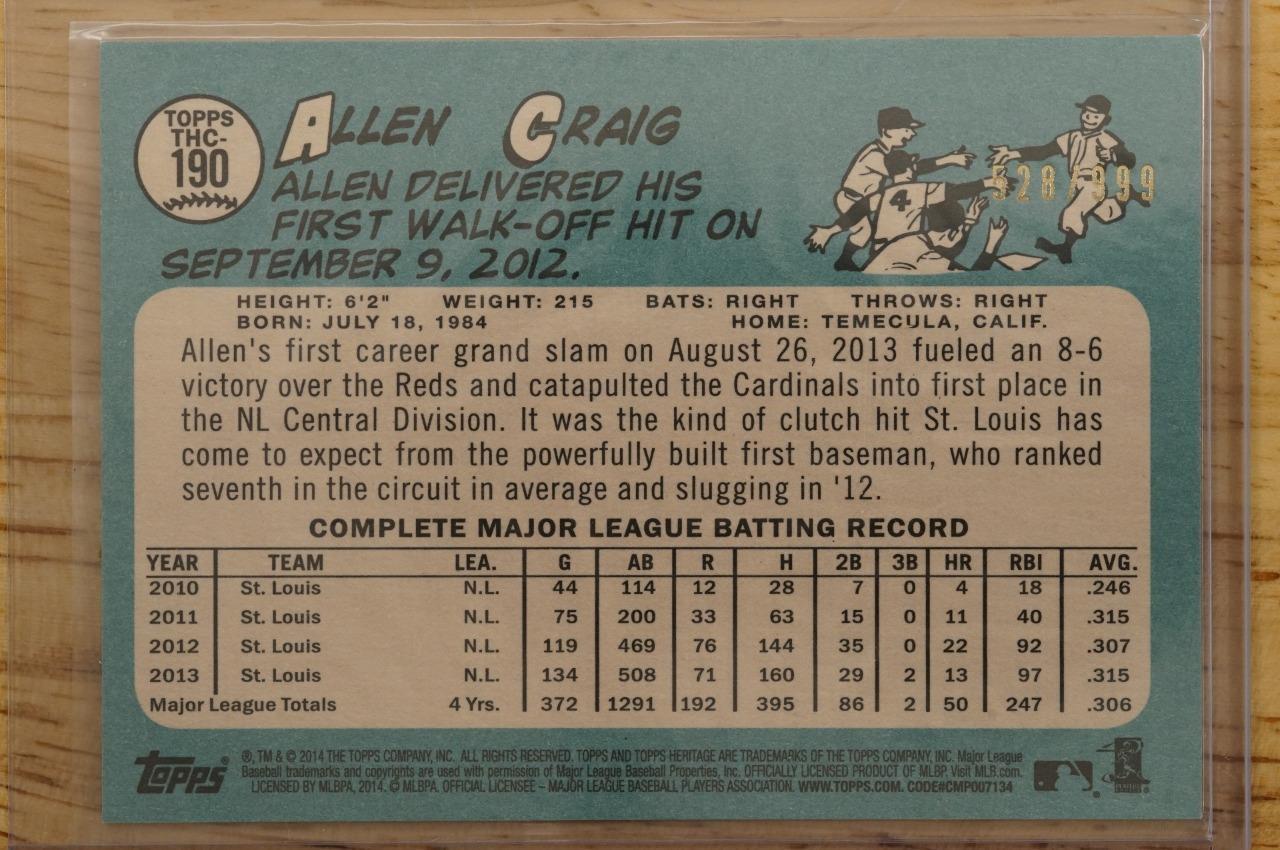 TOPPS
THC-
190
ALLEN CRAIG
ALLEN DELIVERED HIS
FIRST WALK-OFF HIT ON
SEPTEMBER 9, 2012.
4
528/999
HEIGHT: 6'2" WEIGHT: 215 BATS: RIGHT THROWS: RIGHT
BORN: JULY 18, 1984 HOME: TEMECULA, CALIF.
Allen's first career grand slam on August 26, 2013 fueled an 8-6
victory over the Reds and catapulted the Cardinals into first place in
the NL Central Division. It was the kind of clutch hit St. Louis has
come to expect from the powerfully built first baseman, who ranked
seventh in the circuit in average and slugging in '12.
COMPLETE MAJOR LEAGUE BATTING RECORD
YEAR TEAM LEA. G AB R H 2B 3B HR RBI AVG.
2010 St. Louis N.L. 44 114 12 28 7 0 4 18 .246
2011 St. Louis N.L. 75 200 33 63 15 0 11 40 .315
2012 St. Louis N.L. 119 469 76 144 35 0 22 92 .307
2013 St. Louis N.L. 134 508 71 160 29 2 13 97 .315
Major League Totals 4 Yrs. 372 1291 192 395 86 2 50 247 .306
Topps®
®, TM & © 2014 THE TOPPS COMPANY, INC. ALL RIGHTS RESERVED. TOPPS AND TOPPS HERITAGE ARE TRADEMARKS OF THE TOPPS COMPANY, INC. Major League
Baseball trademarks and copyrights are used with permission of Major League Baseball Properties, Inc. OFFICIALLY LICENSED PRODUCT OF MLBP. Visit MLB.com.
LICENSED BY MLBPA, 2014. © MLBPA. OFFICIAL LICENSEE – MAJOR LEAGUE BASEBALL PLAYERS ASSOCIATION. WWW.TOPPS.COM. CODE#CMP007134